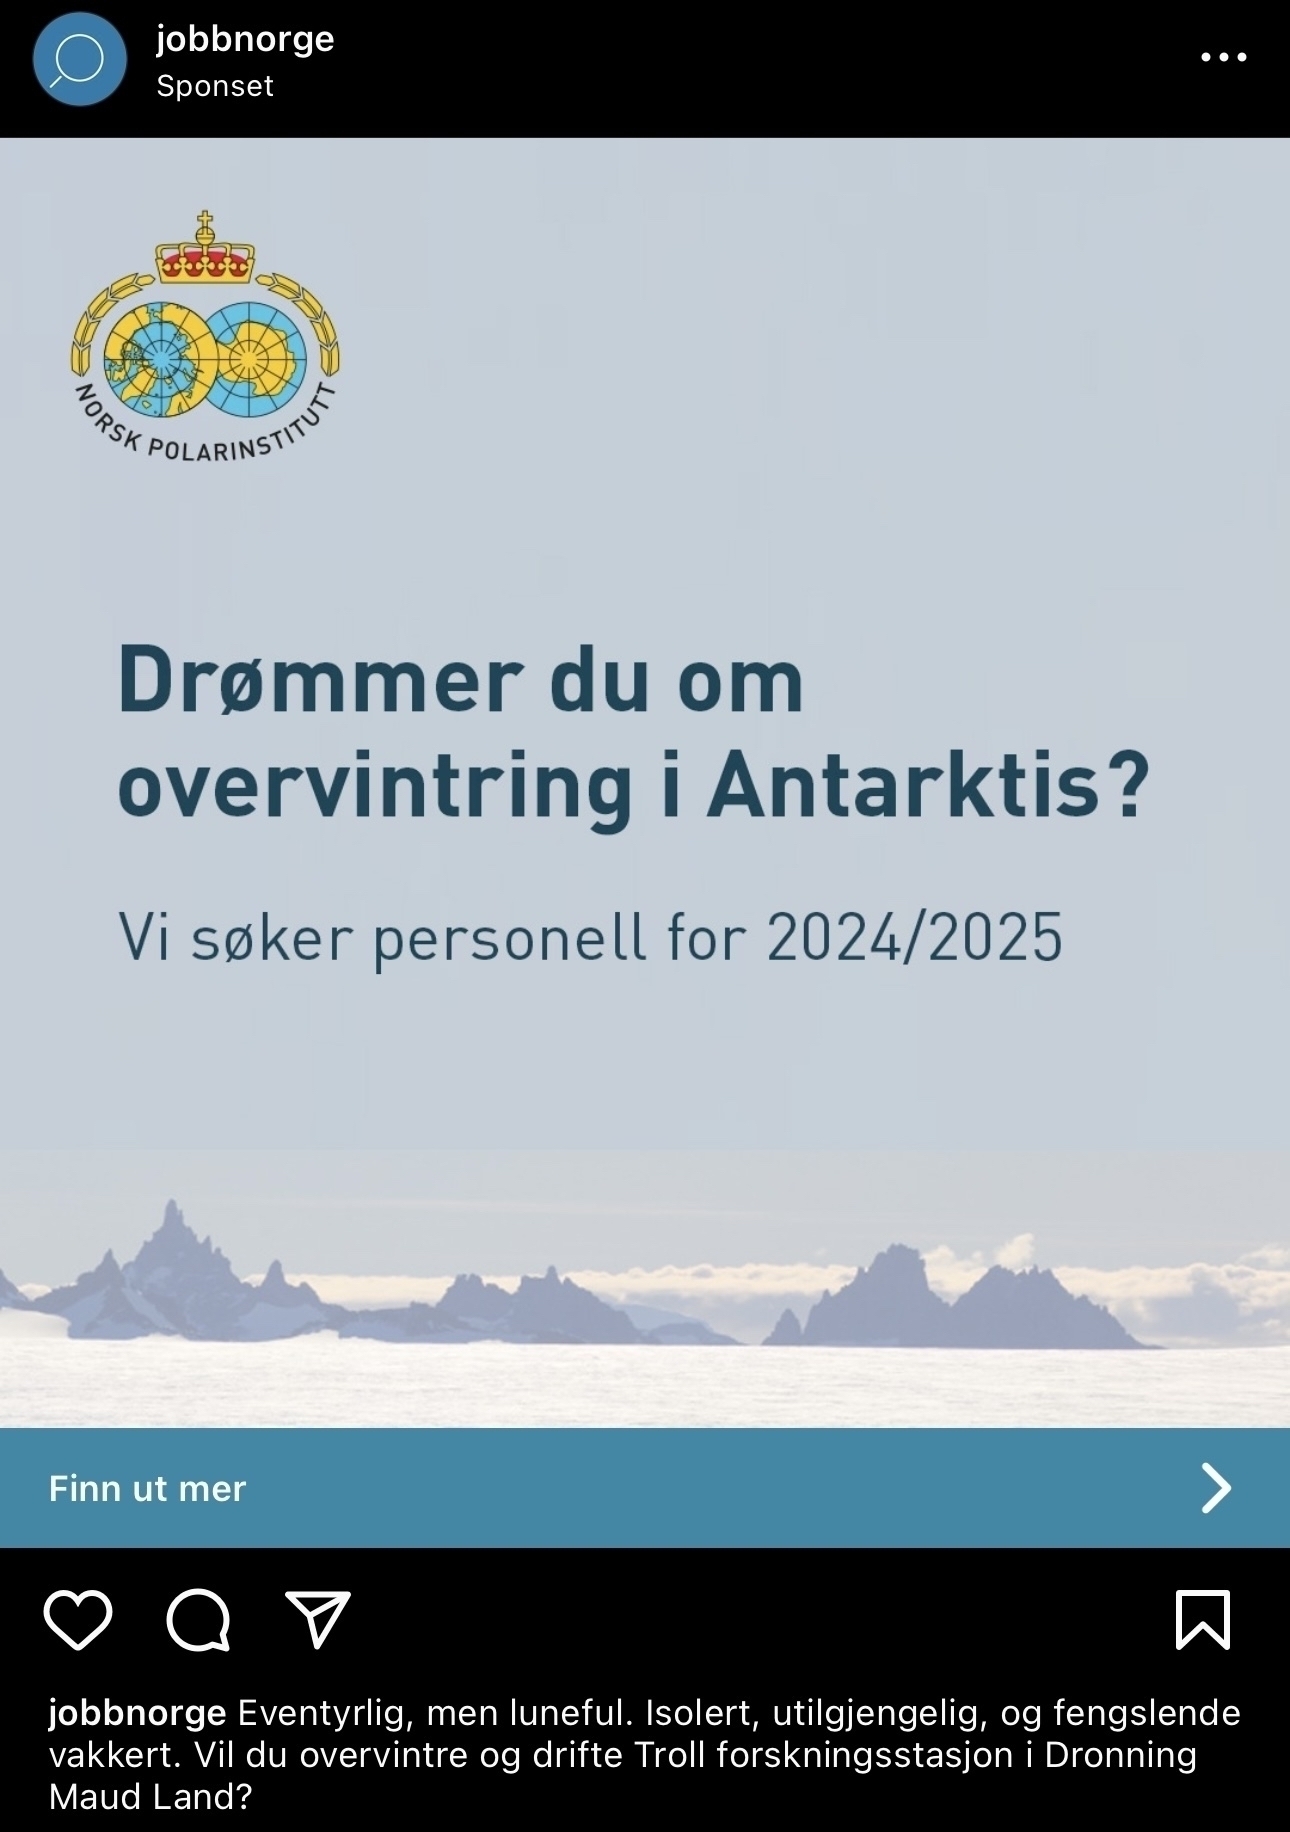 jobbnorge
Sponset
NORSK POLARINSTITUTT
Drømmer du om
overvintring i Antarktis?
Vi søker personell for 2024/2025
Finn ut mer
jobbnorge Eventyrlig, men luneful. Isolert, utilgjengelig, og fengslende
vakkert. Vil du overvintre og drifte Troll forskningsstasjon i Dronning
Maud Land?